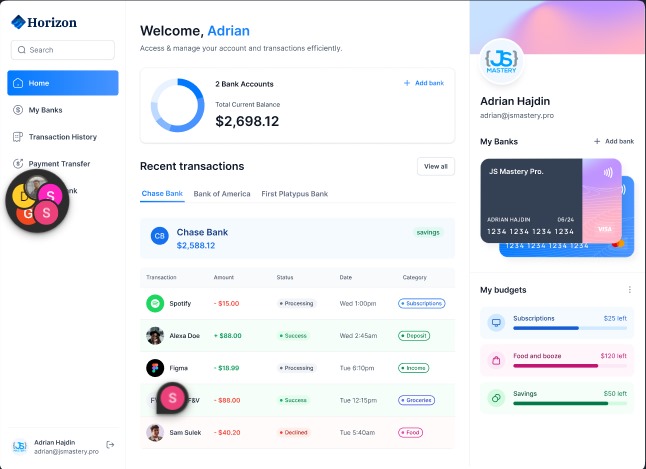 Horizon
Search
Home
My Banks
Transaction History
Payment Transfer
nk
D
S
G
S
Welcome, Adrian
Access & manage your account and transactions efficiently.
2 Bank Accounts
+ Add bank
Total Current Balance
$2,698.12
Recent transactions
View all
Chase Bank
Bank of America
First Platypus Bank
CB
Chase Bank
savings
$2,588.12
Transaction Amount Status Date Category
Spotify - $15.00 Processing Wed 1:00pm Subscriptions
Alexa Doe + $88.00 Success Wed 2:45am Deposit
Figma - $18.99 Processing Tue 6:10pm Income
F S F&V - $88.00 Success Tue 12:15pm Groceries
Sam Sulek - $40.20 Declined Tue 5:40am Food
Adrian Hajdin
adrian@jsmastery.pro
{JS}
MASTERY
Adrian Hajdin
adrian@jsmastery.pro
My Banks
+ Add bank
JS Mastery Pro.
ADRIAN HAJDIN 06/24
1234 1234 1234 1234
VISA
1234 1234 1234 1234
My budgets
Subscriptions $25 left
Food and booze $120 left
Savings $50 left